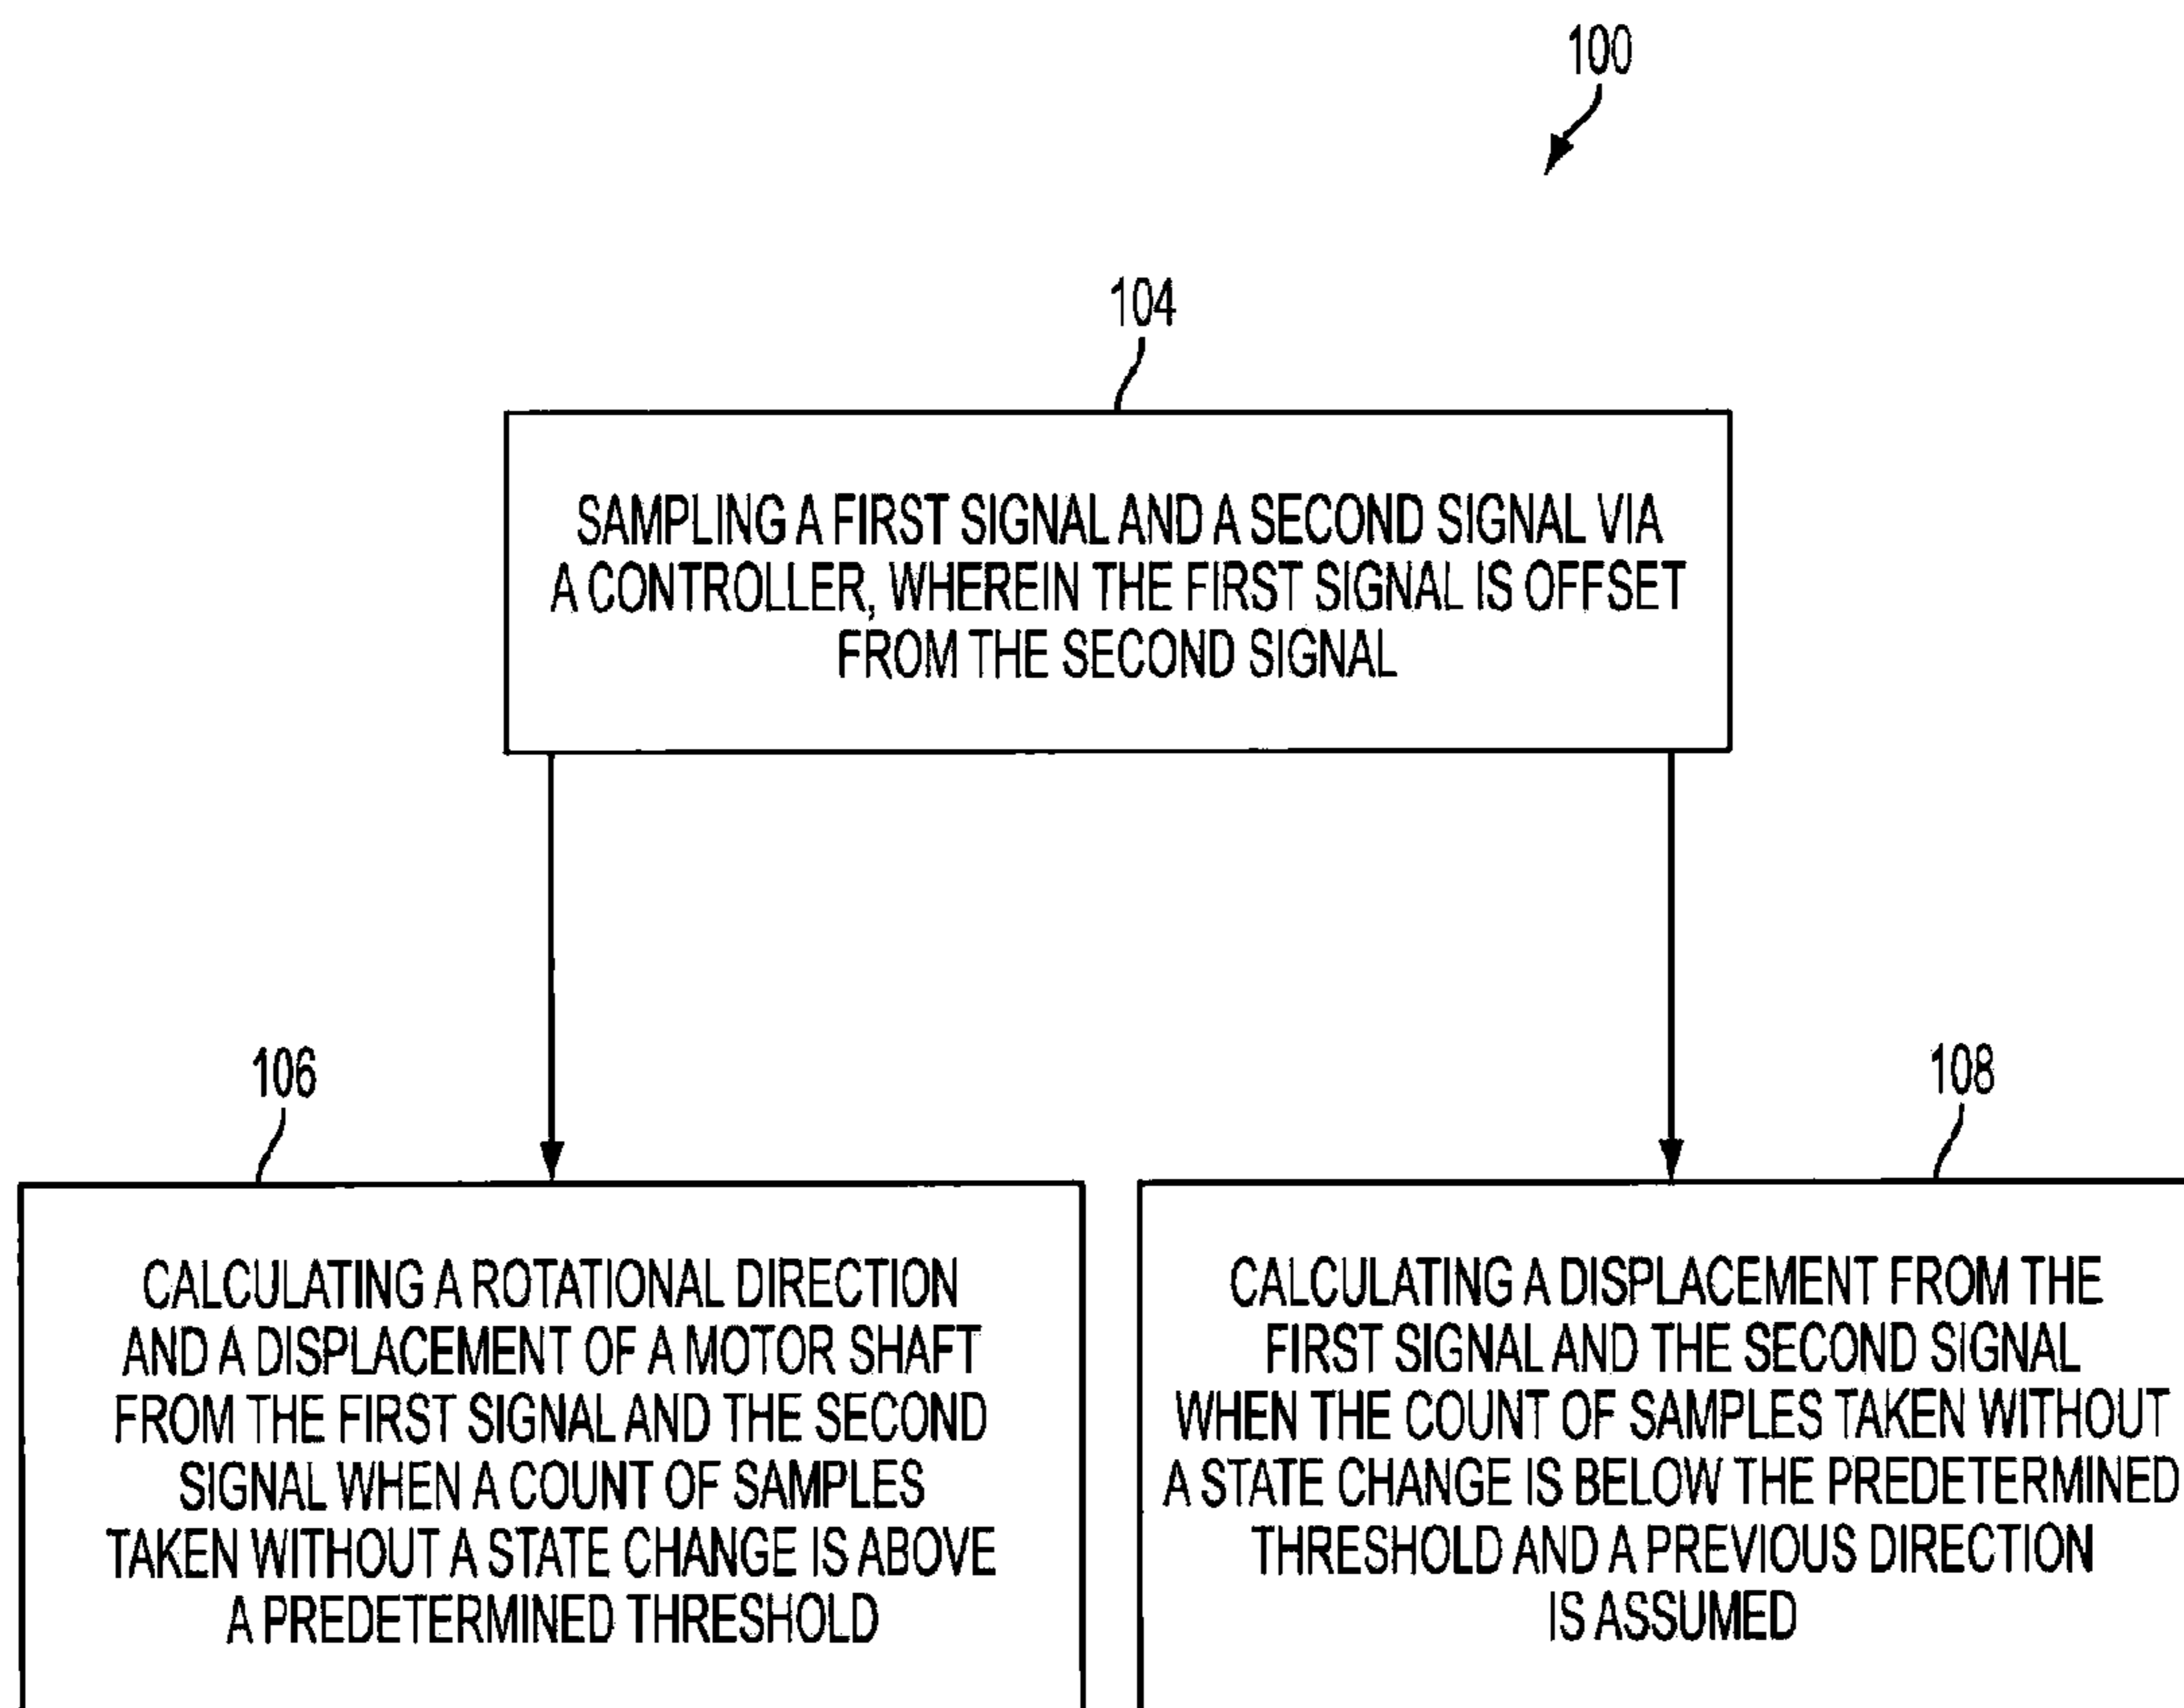 100
104
SAMPLING A FIRST SIGNAL AND A SECOND SIGNAL VIA
A CONTROLLER, WHEREIN THE FIRST SIGNAL IS OFFSET
FROM THE SECOND SIGNAL
106
CALCULATING A ROTATIONAL DIRECTION
AND A DISPLACEMENT OF A MOTOR SHAFT
FROM THE FIRST SIGNAL AND THE SECOND
SIGNAL WHEN A COUNT OF SAMPLES
TAKEN WITHOUT A STATE CHANGE IS ABOVE
A PREDETERMINED THRESHOLD
108
CALCULATING A DISPLACEMENT FROM THE
FIRST SIGNAL AND THE SECOND SIGNAL
WHEN THE COUNT OF SAMPLES TAKEN WITHOUT
A STATE CHANGE IS BELOW THE PREDETERMINED
THRESHOLD AND A PREVIOUS DIRECTION
IS ASSUMED